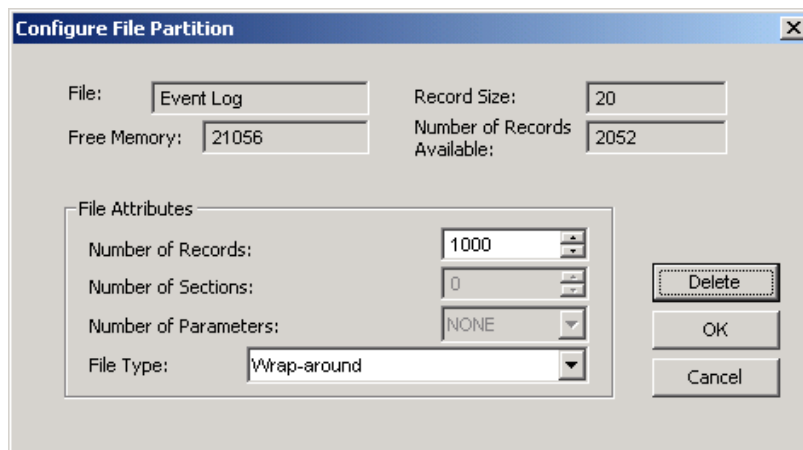 Configure File Partition
File: Event Log
Record Size: 20
Free Memory: 21056
Number of Records
Available: 2052
File Attributes
Number of Records: 1000
Number of Sections: 0
Number of Parameters: NONE
File Type: Wrap-around
Delete
OK
Cancel